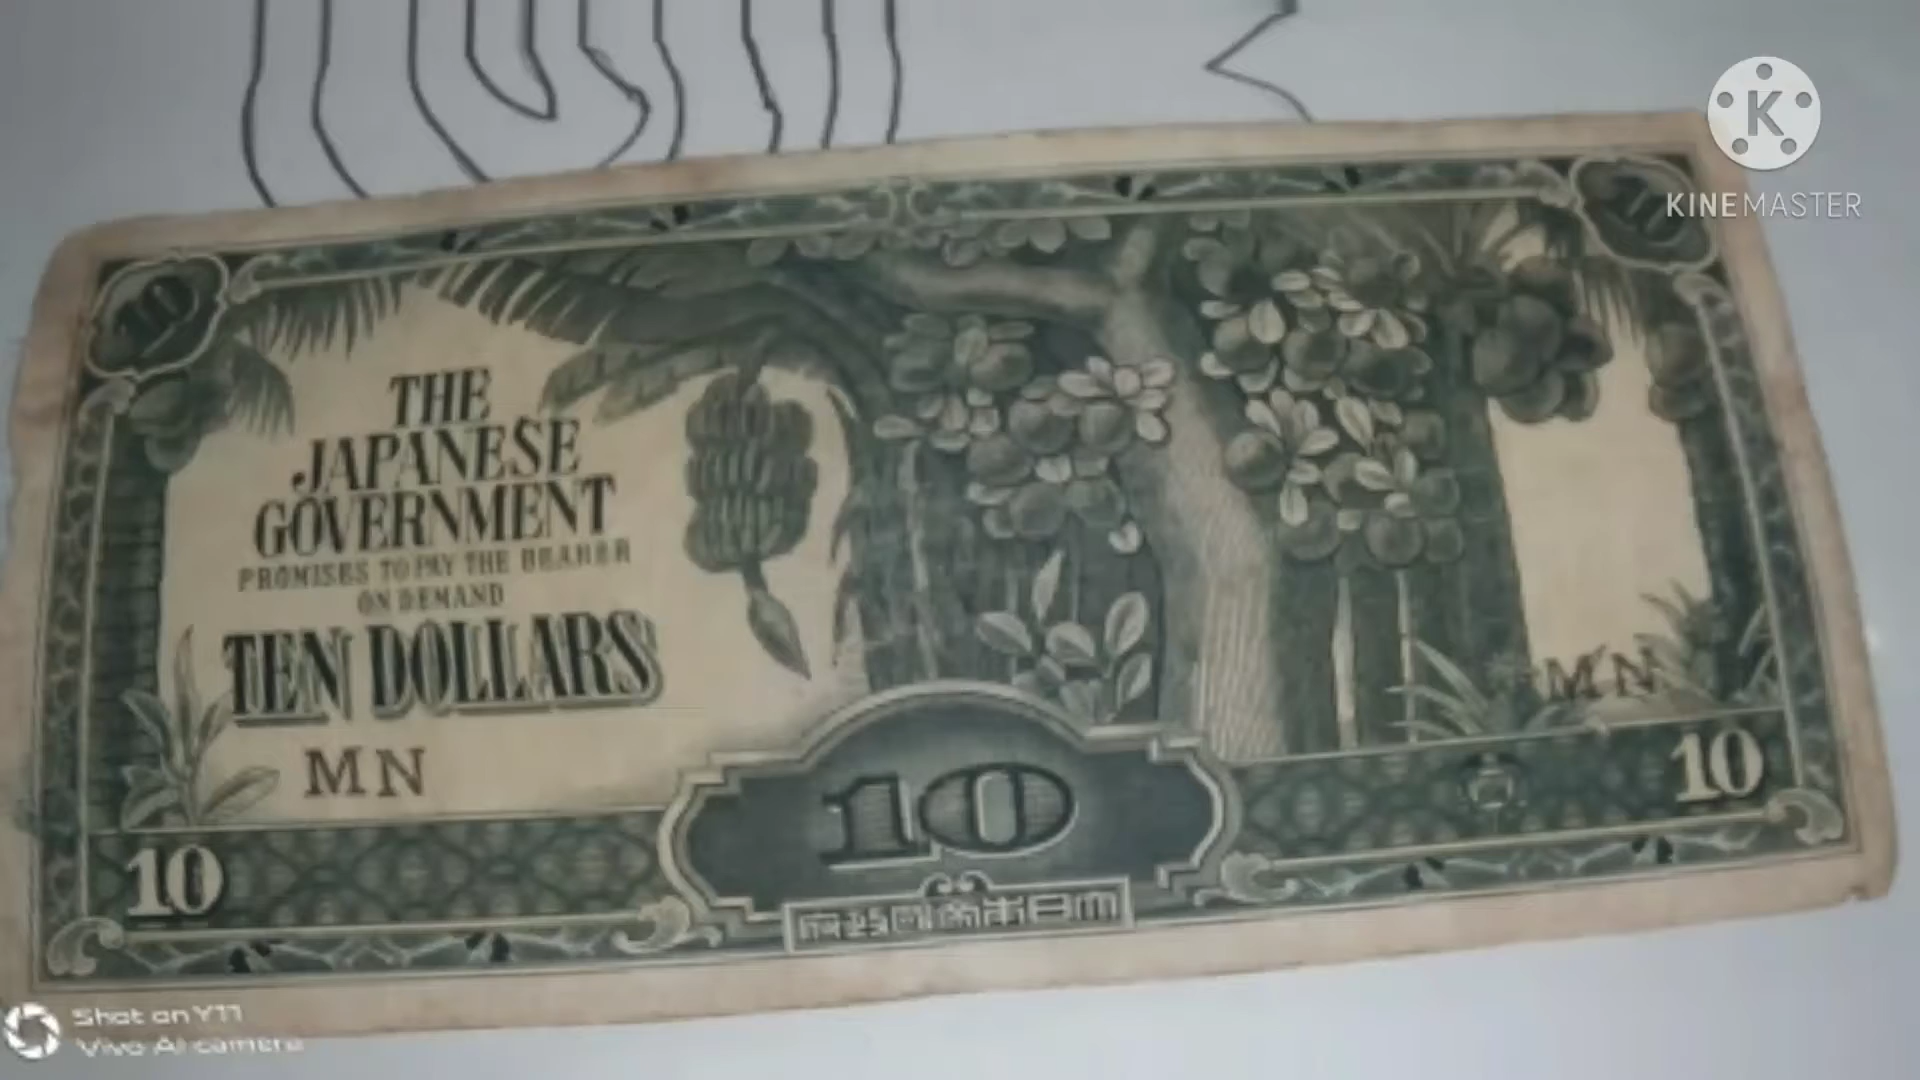 KINEMASTER
10
THE
JAPANESE
GOVERNMENT
PROMISES TO PAY THE BEARER
ON DEMAND
TEN DOLLARS
MN
MN
10
10
10
府政國帝本日大
Shot on Y11
Vivo AI camera